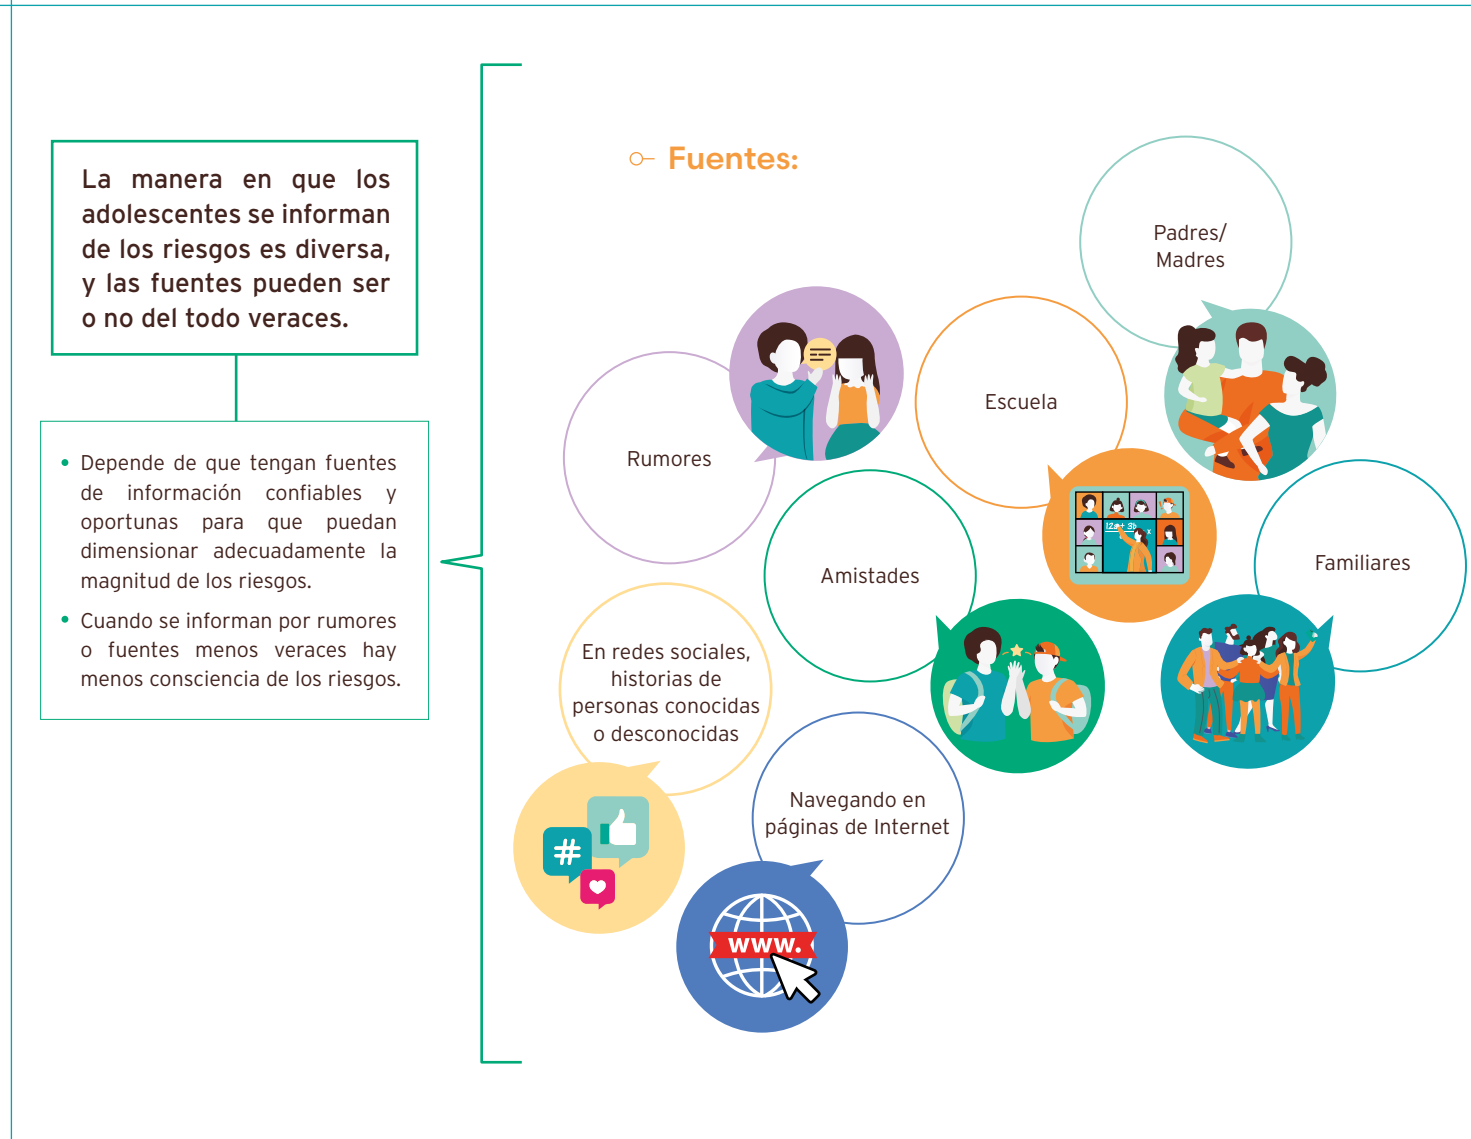 La manera en que los
adolescentes se informan
de los riesgos es diversa,
y las fuentes pueden ser
o no del todo veraces.
• Depende de que tengan fuentes
de información confiables y
oportunas para que puedan
dimensionar adecuadamente la
magnitud de los riesgos.
• Cuando se informan por rumores
o fuentes menos veraces hay
menos consciencia de los riesgos.
Fuentes:
Padres/
Madres
Escuela
Rumores
Familiares
Amistades
En redes sociales,
historias de
personas conocidas
o desconocidas
Navegando en
páginas de Internet
#
www.